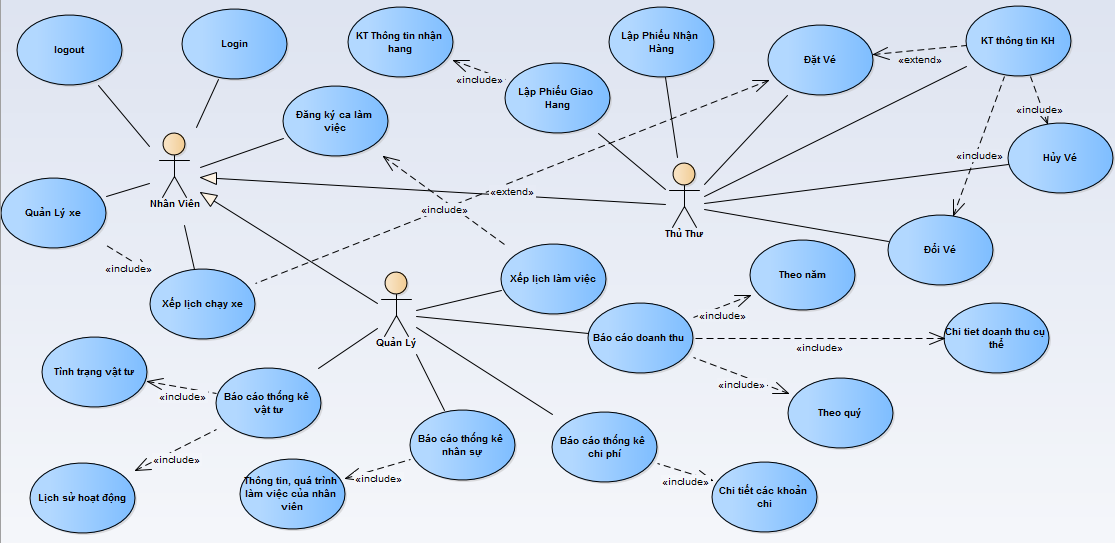 logout
Login
KT Thông tin nhận
hang
Lập Phiếu Nhận
Hàng
Đặt Vé
KT thông tin KH
«extend»
«include»
Lập Phiếu Giao
Hang
Đăng ký ca làm
việc
«include»
«include»
Hủy Vé
Nhân Viên
«extend»
«include»
Thủ Thư
Quản Lý xe
«include»
Đổi Vé
Xếp lịch chạy xe
Xếp lịch làm việc
Theo năm
«include»
Quản Lý
Báo cáo doanh thu
Chi tiet doanh thu cụ
thể
«include»
Tình trạng vật tư
«include»
Báo cáo thống kê
vật tư
«include»
Theo quý
Báo cáo thống kê
nhân sự
Báo cáo thống kê
chi phí
«include»
Lịch sử hoạt động
Thông tin, quá trình
làm việc của nhân
viên
«include»
«include»
Chi tiết các khoản
chi